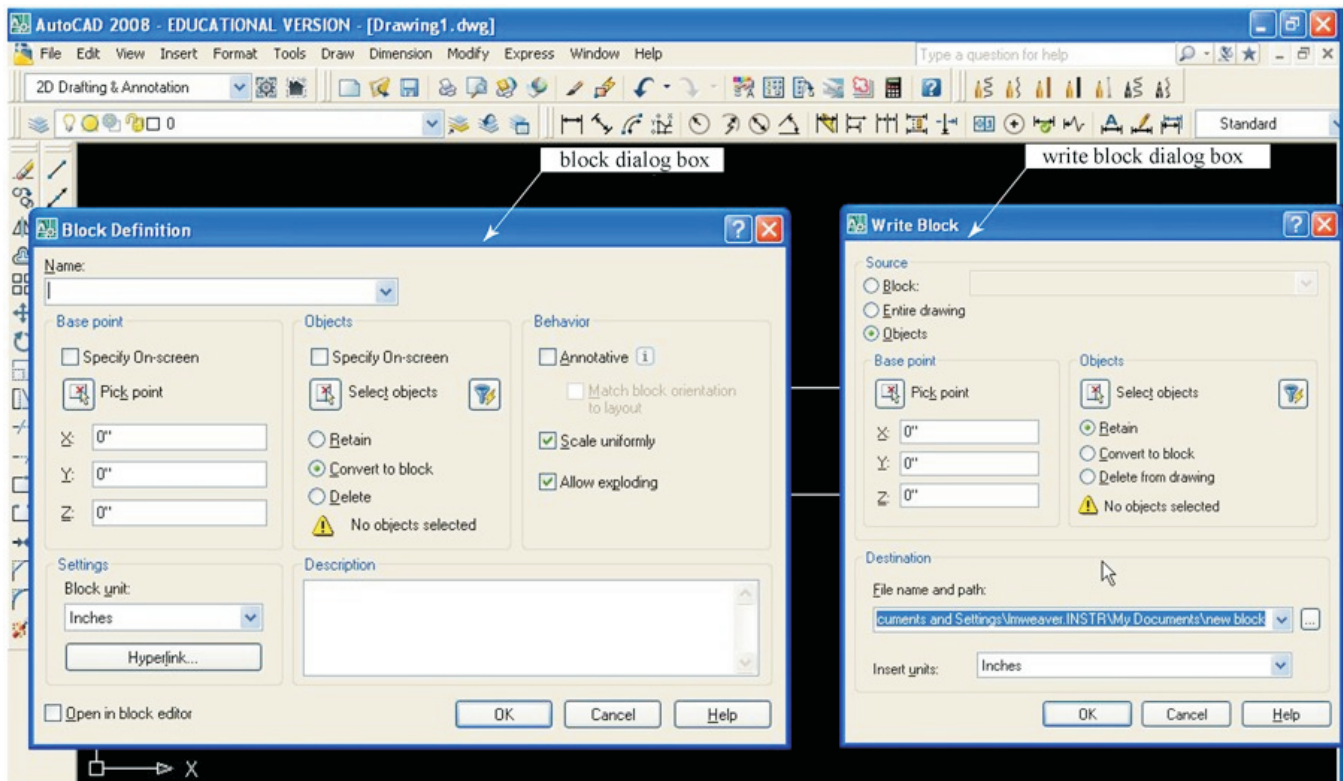 AutoCAD 2008 - EDUCATIONAL VERSION - [Drawing1.dwg]
File Edit View Insert Format Tools Draw Dimension Modify Express Window Help
Type a question for help
2D Drafting & Annotation
0
Standard
block dialog box
write block dialog box
Block Definition
Name:
Base point
Specify On-screen
Pick point
X: 0"
Y: 0"
Z: 0"
Objects
Specify On-screen
Select objects
Retain
Convert to block
Delete
No objects selected
Behavior
Annotative
Match block orientation
to layout
Scale uniformly
Allow exploding
Settings
Block unit:
Inches
Hyperlink...
Description
Open in block editor
OK Cancel Help
Write Block
Source
Block:
Entire drawing
Objects
Base point
Pick point
X: 0"
Y: 0"
Z: 0"
Objects
Select objects
Retain
Convert to block
Delete from drawing
No objects selected
Destination
File name and path:
cuments and Settings\lmweaver.INSTR\My Documents\new block
...
Insert units: Inches
OK Cancel Help
X